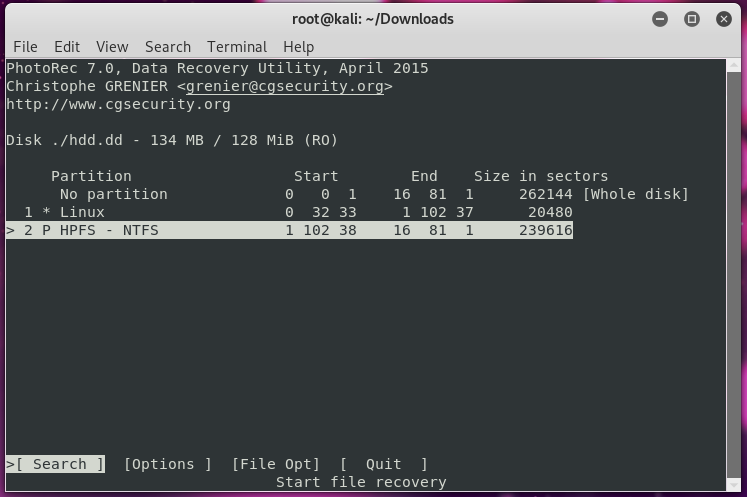 root@kali: ~/Downloads
File Edit View Search Terminal Help
PhotoRec 7.0, Data Recovery Utility, April 2015
Christophe GRENIER <grenier@cgsecurity.org>
http://www.cgsecurity.org
Disk ./hdd.dd - 134 MB / 128 MiB (RO)
Partition Start End Size in sectors
No partition 0 0 1 16 81 1 262144 [Whole disk]
1 * Linux 0 32 33 1 102 37 20480
> 2 P HPFS - NTFS 1 102 38 16 81 1 239616
>[ Search ] [Options ] [File Opt] [ Quit ]
Start file recovery